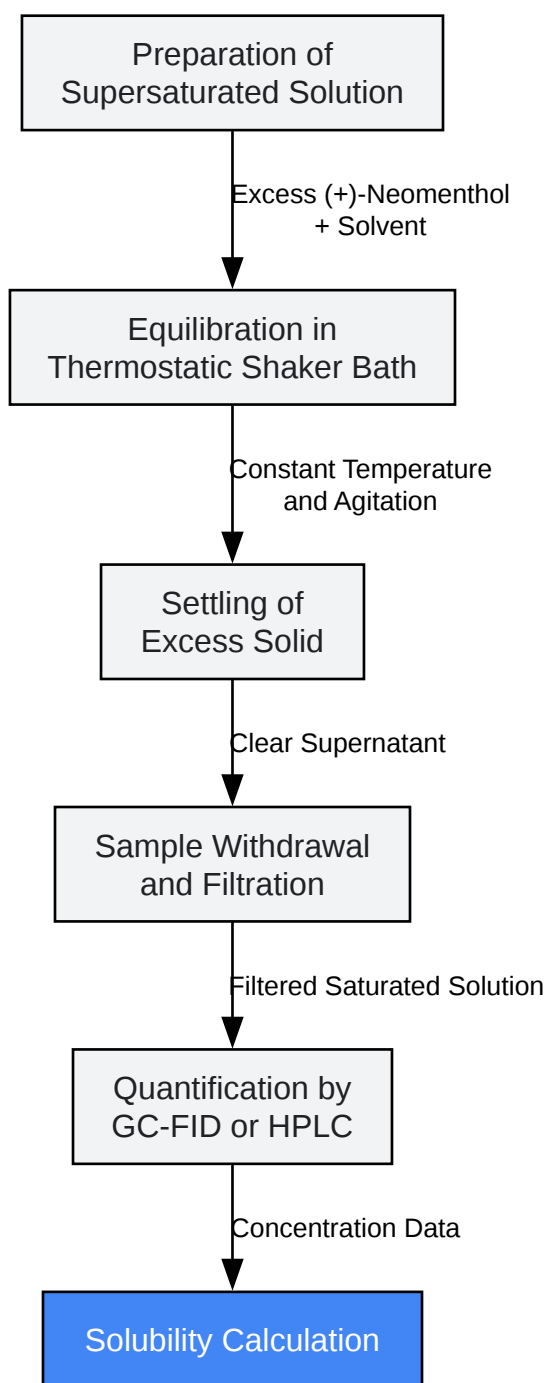 Preparation of
Supersaturated Solution
Excess (+)-Neomenthol
+ Solvent
Equilibration in
Thermostatic Shaker Bath
Constant Temperature
and Agitation
Settling of
Excess Solid
Clear Supernatant
Sample Withdrawal
and Filtration
Filtered Saturated Solution
Quantification by
GC-FID or HPLC
Concentration Data
Solubility Calculation